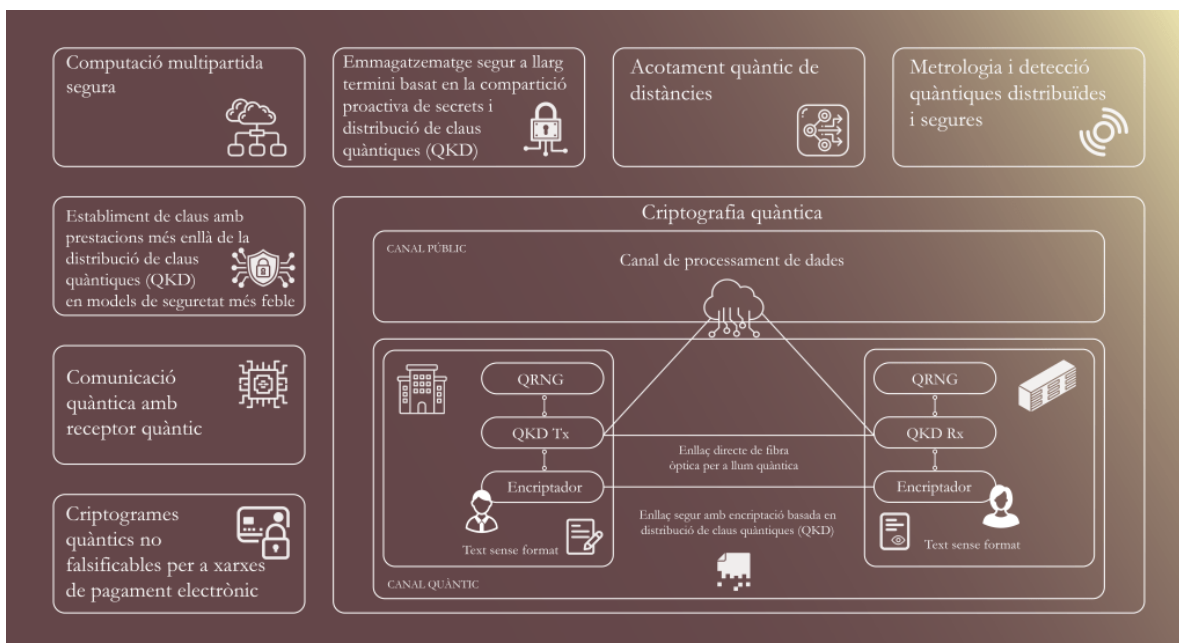 Computació multipartida
segura
Emmagatzematge segur a llarg
termini basat en la compartició
proactiva de secrets i
distribució de claus
quàntiques (QKD)
Acotament quàntic de
distàncies
Metrologia i detecció
quàntiques distribuïdes
i segures
Establiment de claus amb
prestacions més enllà de la
distribució de claus
quàntiques (QKD)
en models de seguretat més feble
Comunicació
quàntica amb
receptor quàntic
Criptogrames
quàntics no
falsificables per a xarxes
de pagament electrònic
Criptografia quàntica
CANAL PÚBLIC
Canal de processament de dades
QRNG
QKD Tx
Encriptador
Text sense format
Enllaç directe de fibra
òptica per a llum quàntica
Enllaç segur amb encriptació basada en
distribució de claus quàntiques (QKD)
QRNG
QKD Rx
Encriptador
Text sense format
CANAL QUÀNTIC